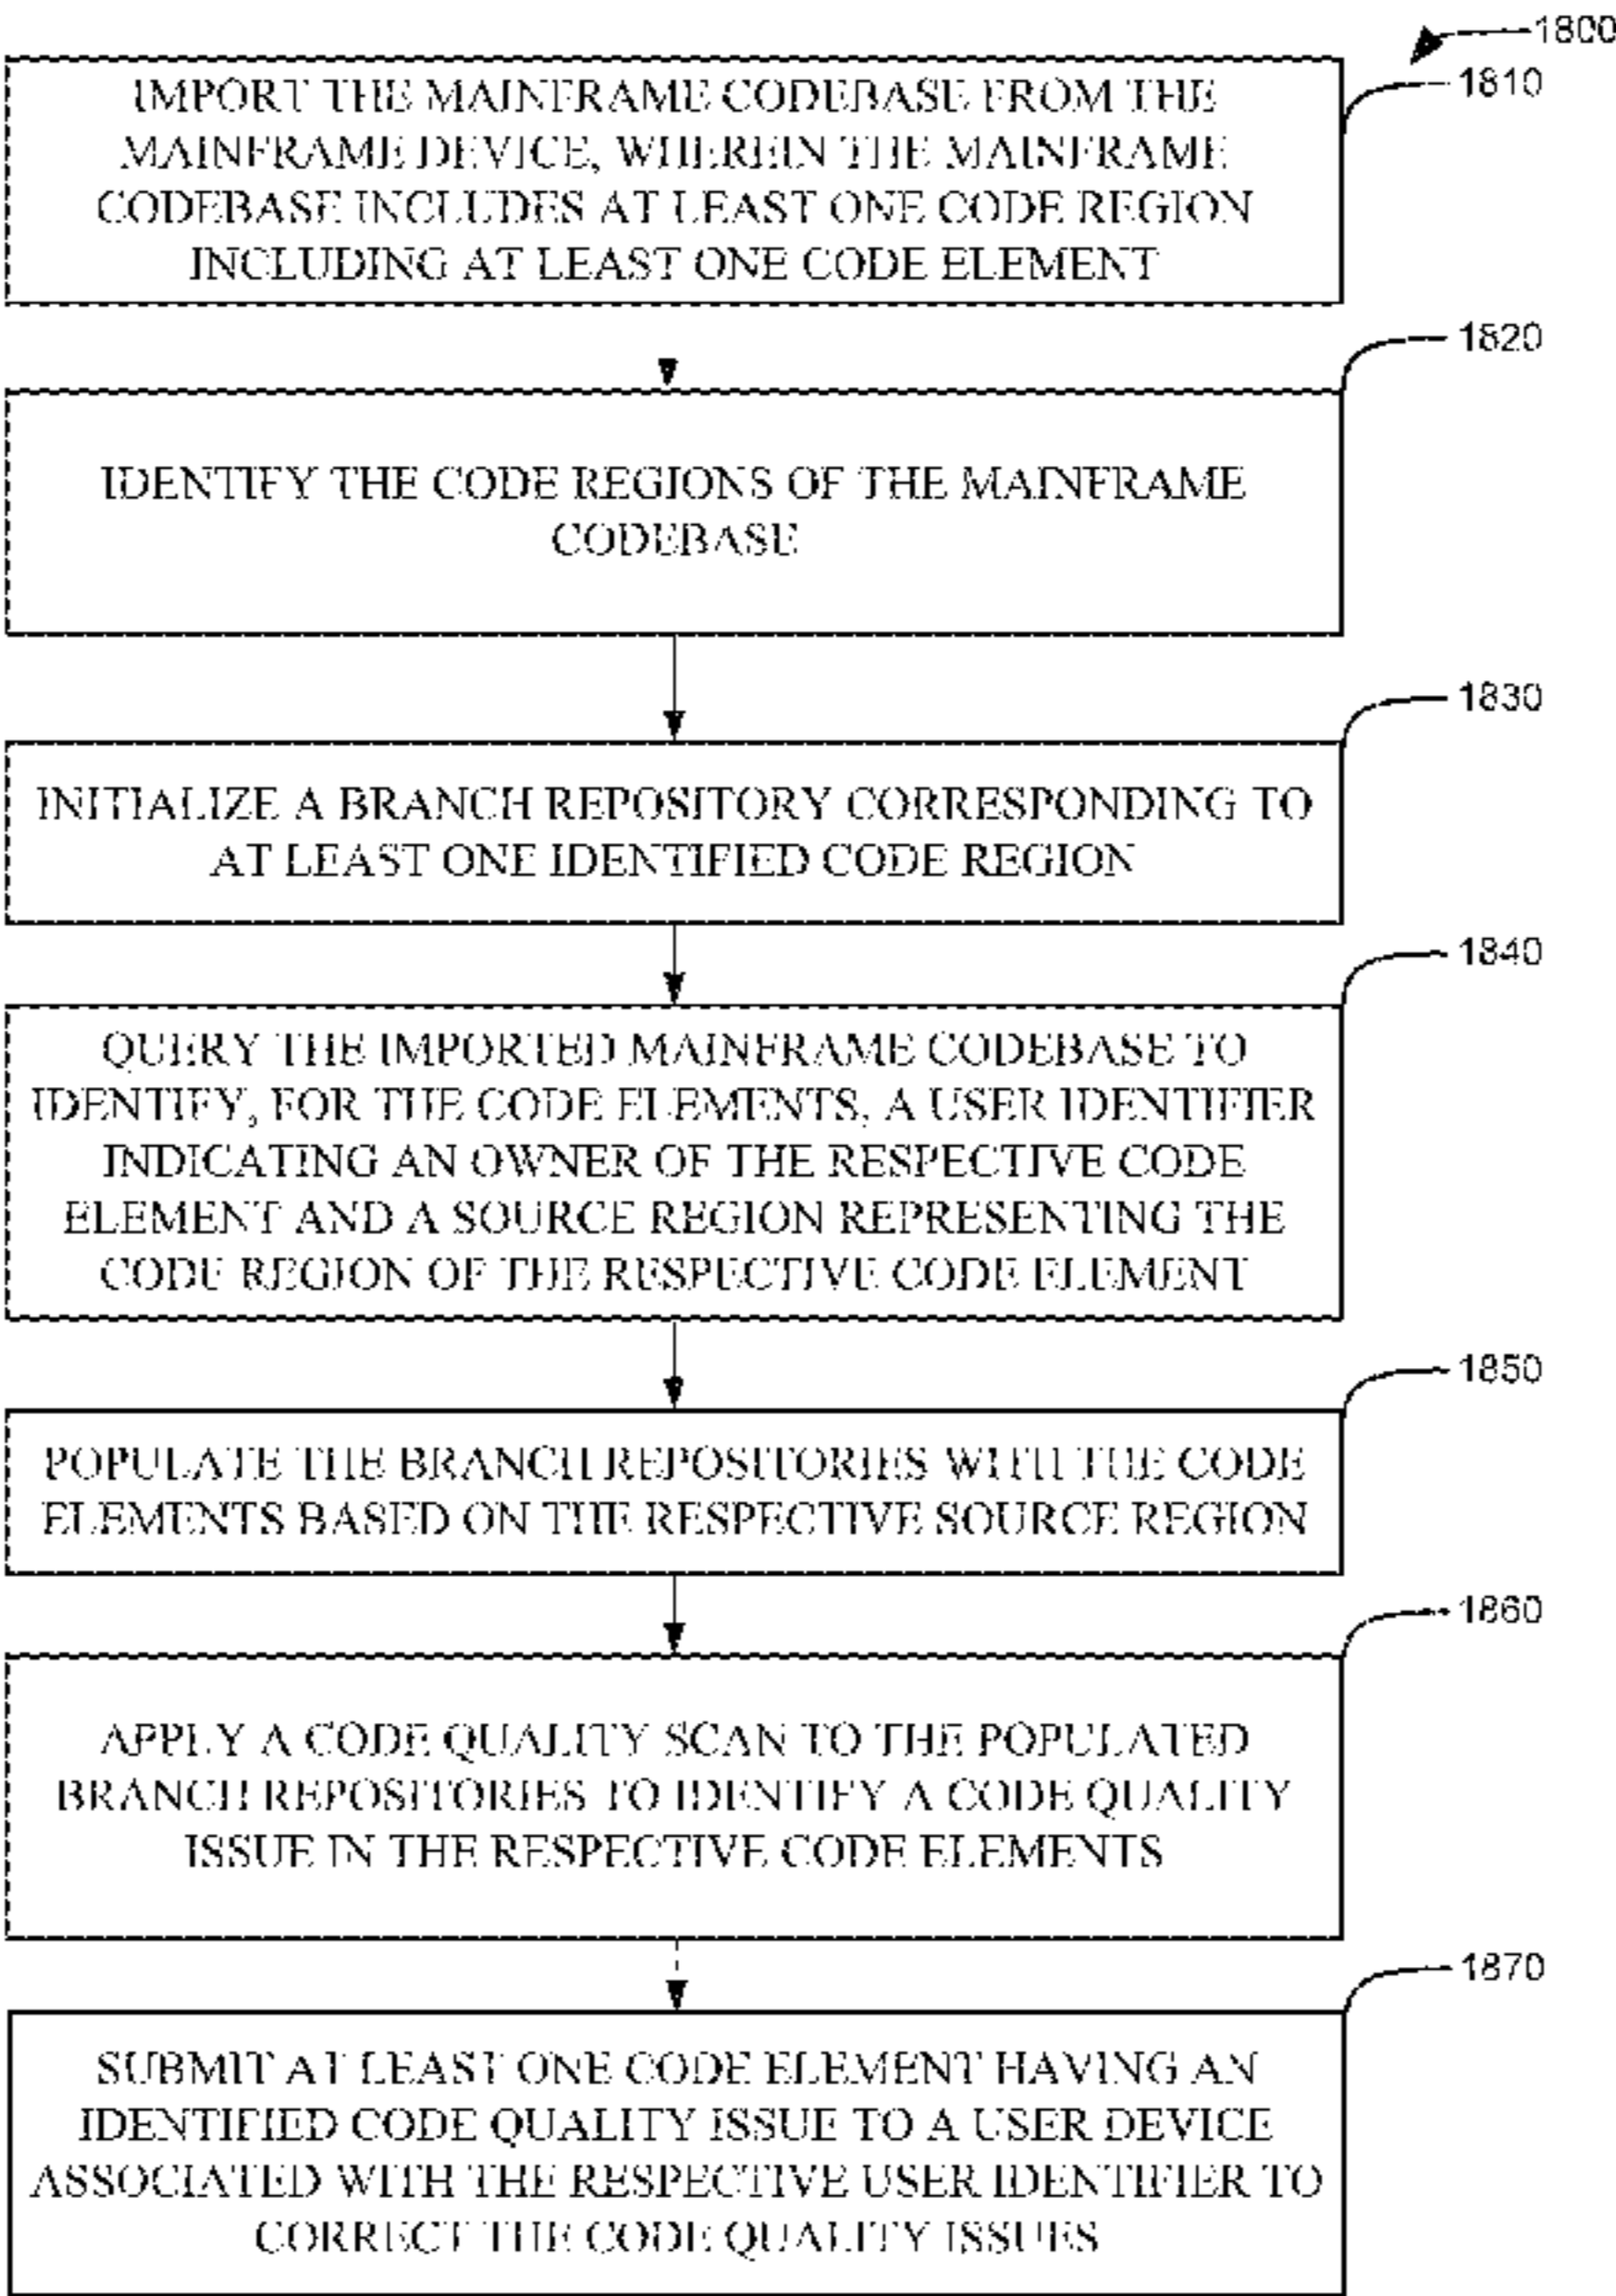 1800
1810
IMPORT THE MAINFRAME CODEBASE FROM THE
MAINFRAME DEVICE, WHEREIN THE MAINFRAME
CODEBASE INCLUDES AT LEAST ONE CODE REGION
INCLUDING AT LEAST ONE CODE ELEMENT
1820
IDENTIFY THE CODE REGIONS OF THE MAINFRAME
CODEBASE
1830
INITIALIZE A BRANCH REPOSITORY CORRESPONDING TO
AT LEAST ONE IDENTIFIED CODE REGION
1840
QUERY THE IMPORTED MAINFRAME CODEBASE TO
IDENTIFY, FOR THE CODE ELEMENTS, A USER IDENTIFIER
INDICATING AN OWNER OF THE RESPECTIVE CODE
ELEMENT AND A SOURCE REGION REPRESENTING THE
CODE REGION OF THE RESPECTIVE CODE ELEMENT
1850
POPULATE THE BRANCH REPOSITORIES WITH THE CODE
ELEMENTS BASED ON THE RESPECTIVE SOURCE REGION
1860
APPLY A CODE QUALITY SCAN TO THE POPULATED
BRANCH REPOSITORIES TO IDENTIFY A CODE QUALITY
ISSUE IN THE RESPECTIVE CODE ELEMENTS
1870
SUBMIT AT LEAST ONE CODE ELEMENT HAVING AN
IDENTIFIED CODE QUALITY ISSUE TO A USER DEVICE
ASSOCIATED WITH THE RESPECTIVE USER IDENTIFIER TO
CORRECT THE CODE QUALITY ISSUES